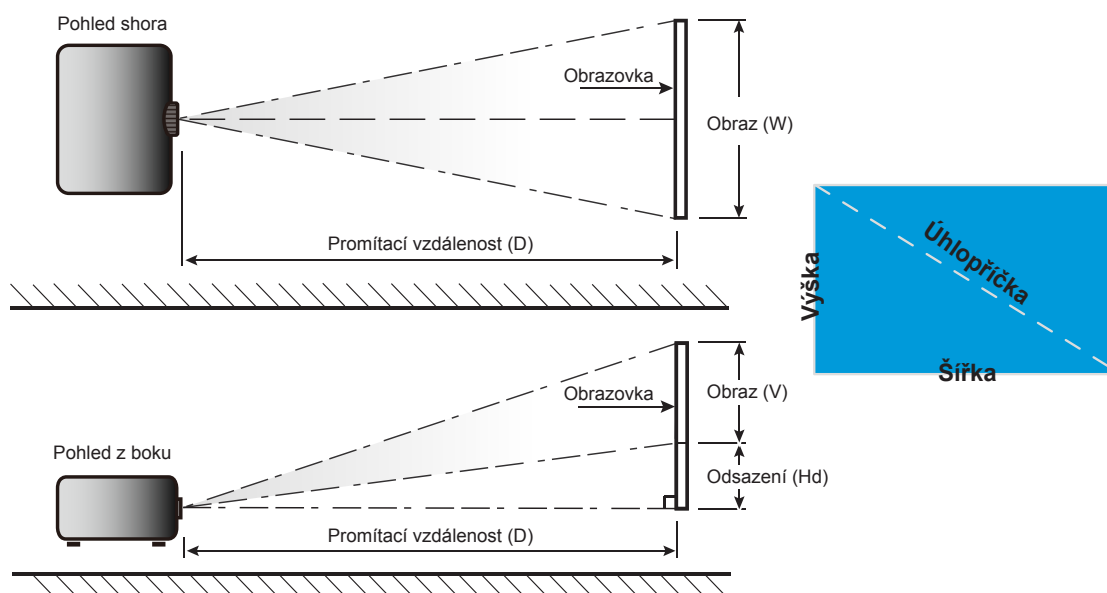 Pohled shora
Obrazovka
Obraz (W)
Promítací vzdálenost (D)
Výška
Úhlopříčka
Šířka
Obrazovka
Obraz (V)
Pohled z boku
Odsazení (Hd)
Promítací vzdálenost (D)